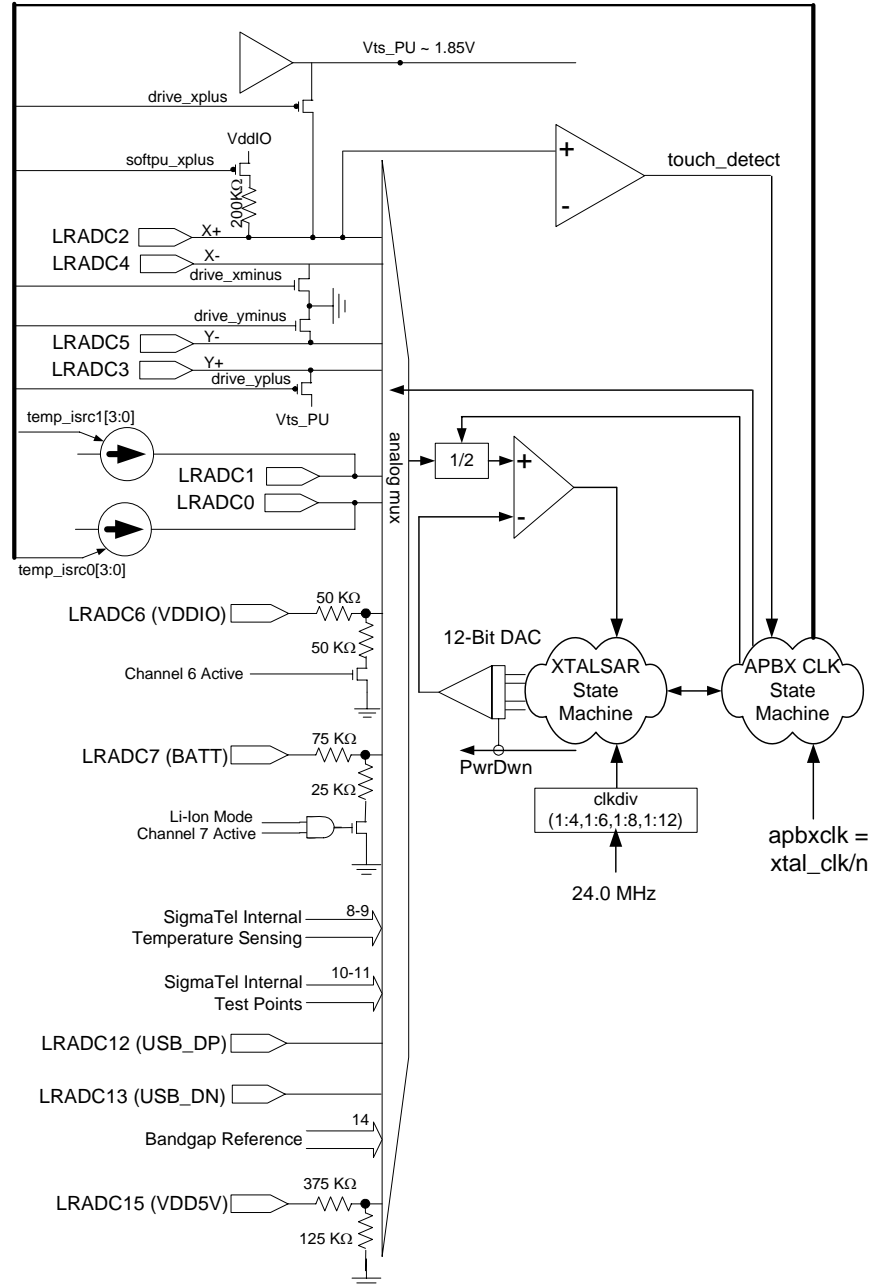 Vts_PU ~ 1.85V
drive_xplus
VddIO
softpu_xplus
200KΩ
touch_detect
+
-
LRADC2
X+
LRADC4
X-
drive_xminus
drive_yminus
LRADC5
Y-
LRADC3
Y+
drive_yplus
Vts_PU
temp_isrc1[3:0]
LRADC1
LRADC0
temp_isrc0[3:0]
analog mux
1/2
+
-
LRADC6 (VDDIO)
50 KΩ
50 KΩ
Channel 6 Active
12-Bit DAC
XTALSAR
State
Machine
APBX CLK
State
Machine
PwrDwn
LRADC7 (BATT)
75 KΩ
25 KΩ
Li-Ion Mode
Channel 7 Active
clkdiv
(1:4,1:6,1:8,1:12)
24.0 MHz
apbxclk =
xtal_clk/n
SigmaTel Internal
Temperature Sensing
8-9
SigmaTel Internal
Test Points
10-11
LRADC12 (USB_DP)
LRADC13 (USB_DN)
14
Bandgap Reference
LRADC15 (VDD5V)
375 KΩ
125 KΩ